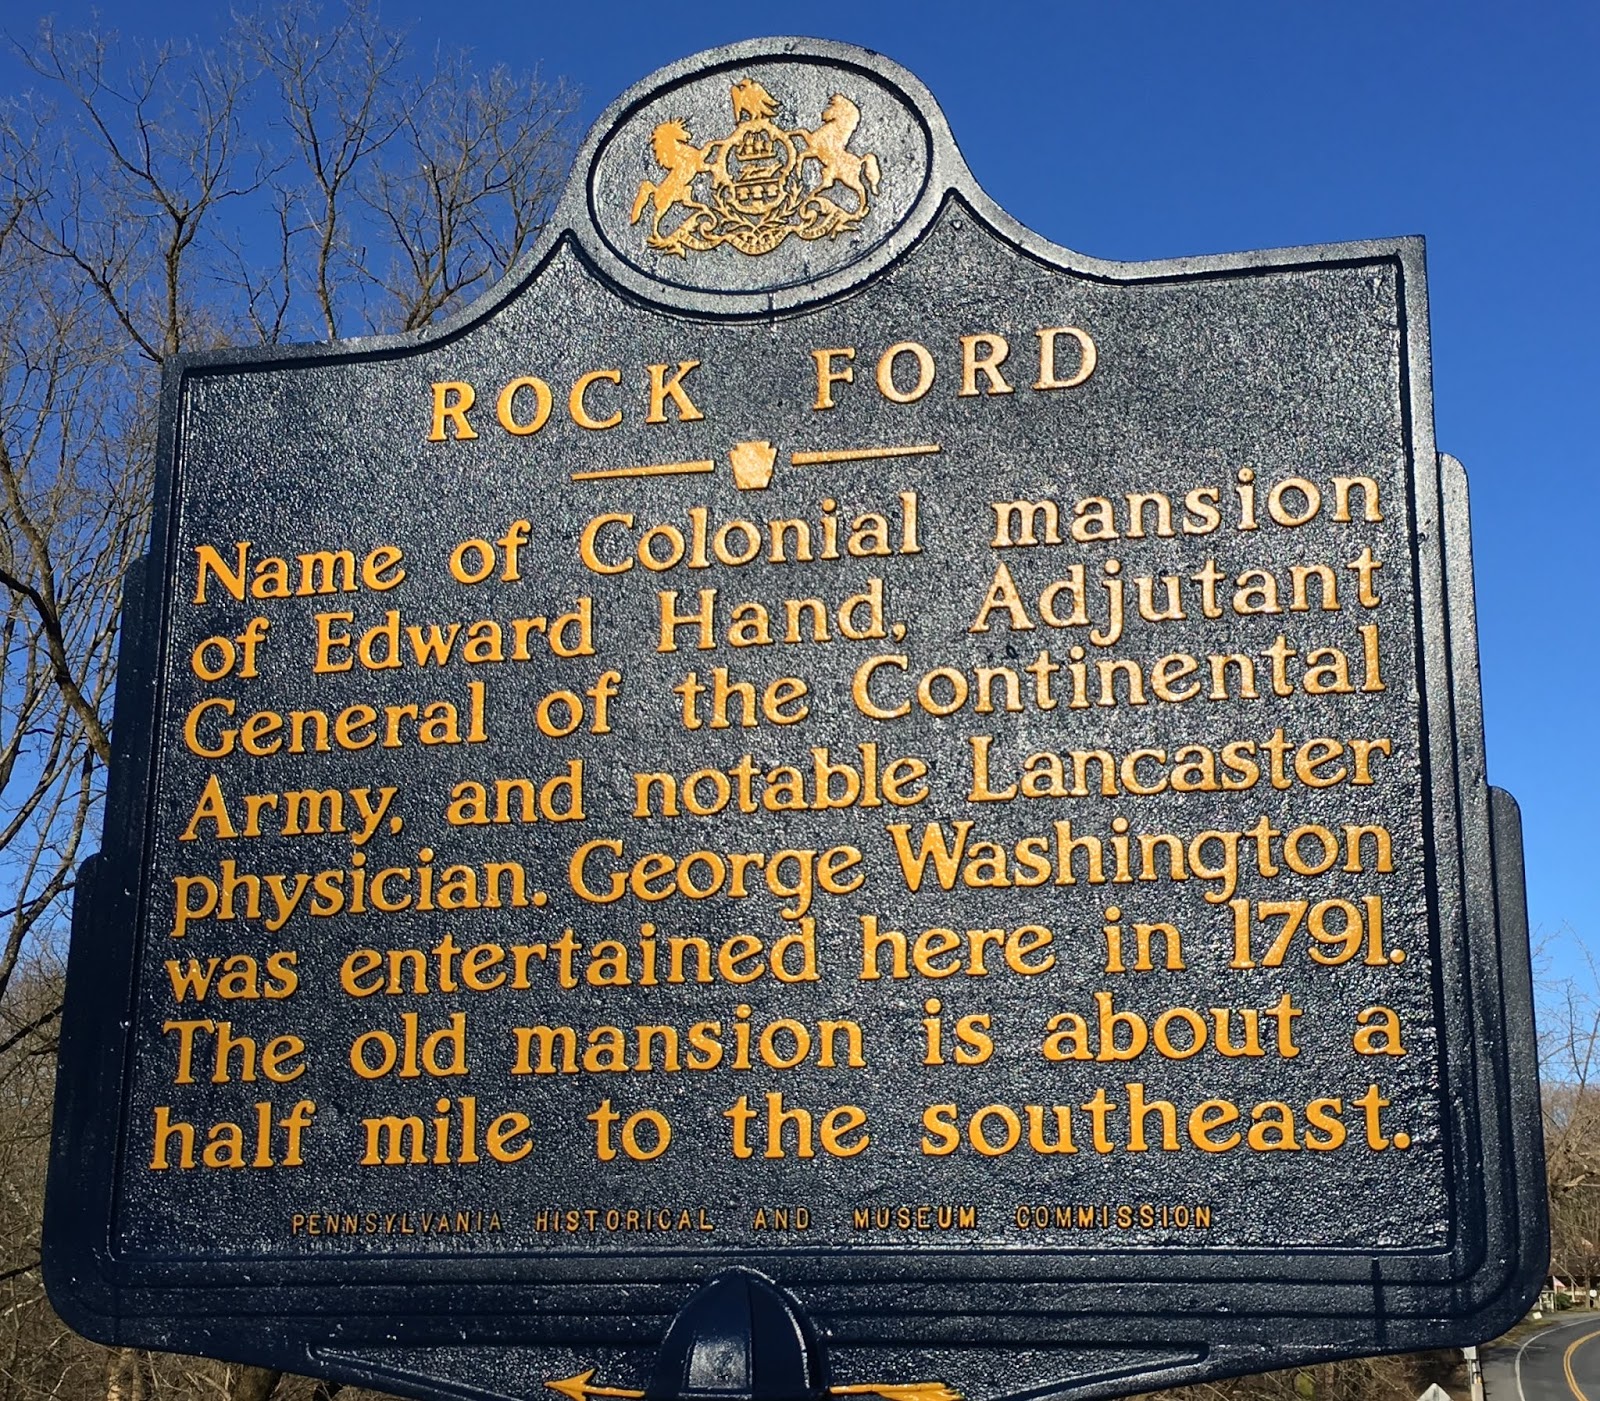 ROCK FORD
Name of Colonial mansion
of Edward Hand, Adjutant
General of the Continental
Army, and notable Lancaster
physician. George Washington
was entertained here in 1791.
The old mansion is about a
half mile to the southeast.
PENNSYLVANIA HISTORICAL AND MUSEUM COMMISSION